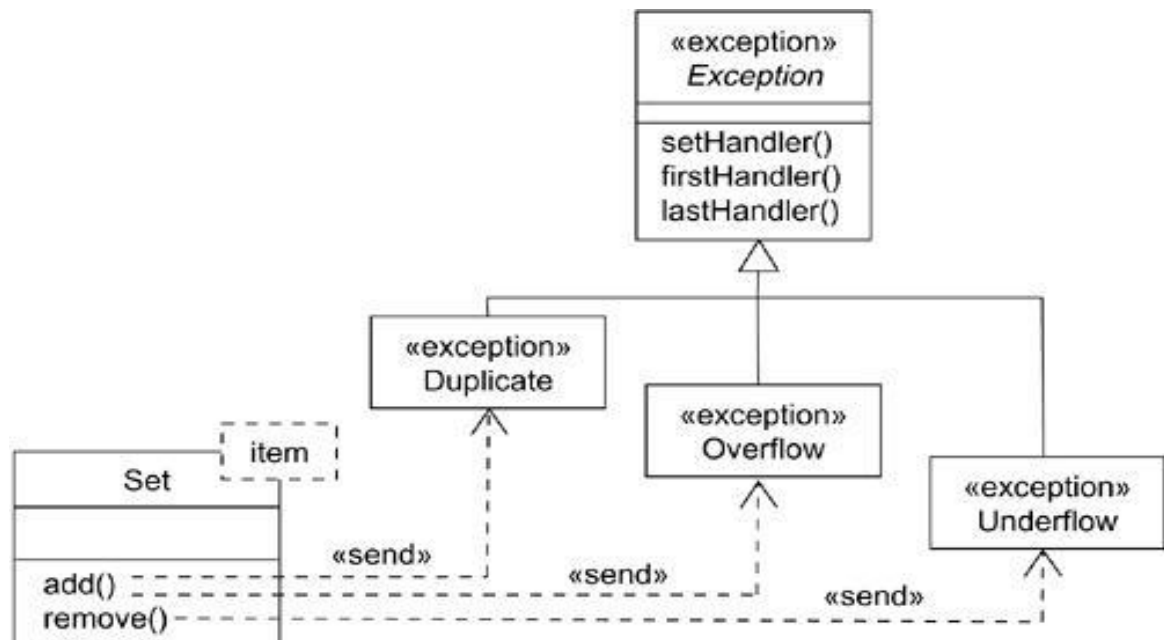 «exception»
Exception
setHandler()
firstHandler()
lastHandler()
«exception»
Duplicate
«exception»
Overflow
«exception»
Underflow
item
Set
add()
remove()
«send»
«send»
«send»